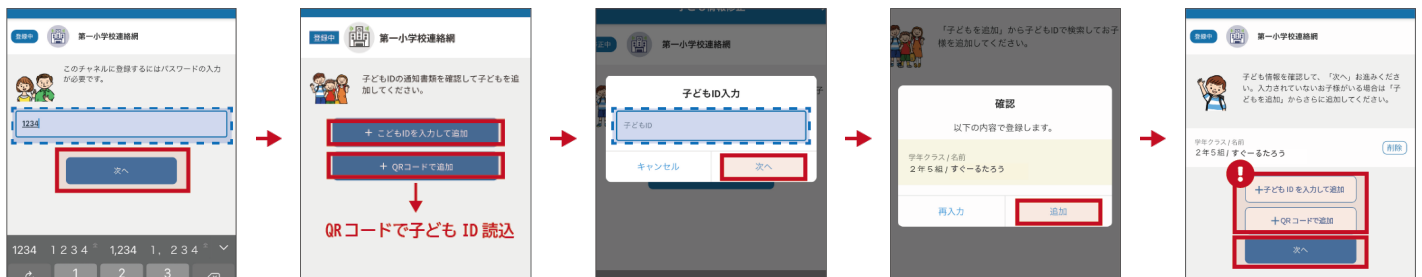 登録中
第一小学校連絡網
このチャネルに登録するにはパスワードの入力
が必要です。
1234
次へ
1234 1 2 3 4 1,234 1, 2 3 4
1 2 3
登録中
第一小学校連絡網
子どもIDの通知書類を確認して子どもを追
加してください。
+ こどもIDを入力して追加
+ QRコードで追加
QRコードで子ども ID 読込
第一小学校連絡網
子どもID入力
子どもID
キャンセル
次へ
「子どもを追加」から子どもIDで検索してお子
様を追加してください。
確認
以下の内容で登録します。
学年クラス / 名前
2年5組 / すぐーるたろう
再入力
追加
登録中
第一小学校連絡網
子ども情報を確認して、「次へ」お進みくださ
い。入力されていないお子様がいる場合は「子
どもを追加」からさらに追加してください。
学年クラス / 名前
2年5組 / すぐーるたろう
削除
!
+子ども ID を入力して追加
+QR コードで追加
次へ